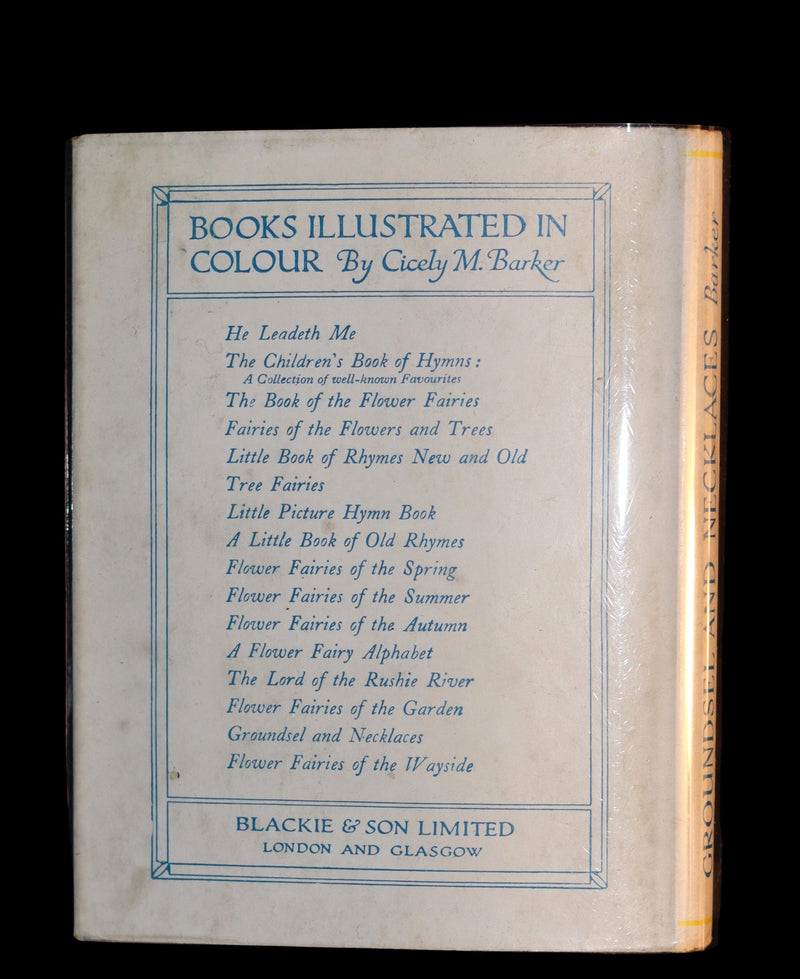 BOOKS ILLUSTRATED IN
COLOUR By Cicely M. Barker
He Leadeth Me
The Children's Book of Hymns:
A Collection of well-known Favourites
The Book of the Flower Fairies
Fairies of the Flowers and Trees
Little Book of Rhymes New and Old
Tree Fairies
Little Picture Hymn Book
A Little Book of Old Rhymes
Flower Fairies of the Spring
Flower Fairies of the Summer
Flower Fairies of the Autumn
A Flower Fairy Alphabet
The Lord of the Rushie River
Flower Fairies of the Garden
Groundsel and Necklaces
Flower Fairies of the Wayside
BLACKIE & SON LIMITED
LONDON AND GLASGOW
GROUNDSEL AND NECKLACES Barker